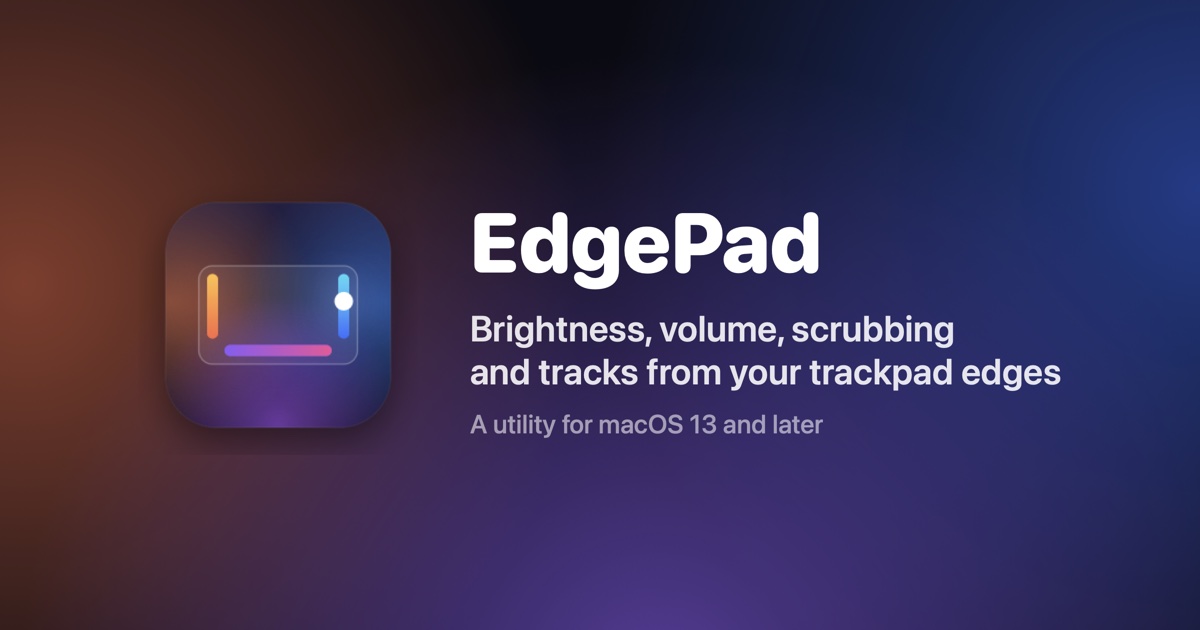 EdgePad
Brightness, volume, scrubbing
and tracks from your trackpad edges
A utility for macOS 13 and later